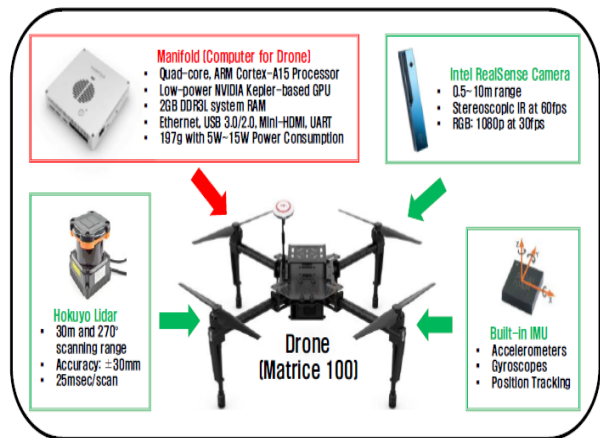 Manifold (Computer for Drone)
▪ Quad-core, ARM Cortex-A15 Processor
▪ Low-power NVIDIA Kepler-based GPU
▪ 2GB DDR3L system RAM
▪ Ethernet, USB 3.0/2.0, Mini-HDMI, UART
▪ 197g with 5W~15W Power Consumption
Intel RealSense Camera
▪ 0.5~10m range
▪ Stereoscopic IR at 60fps
▪ RGB: 1080p at 30fps
Hokuyo Lidar
▪ 30m and 270°
scanning range
▪ Accuracy: ±30mm
▪ 25msec/scan
Drone
(Matrice 100)
Built-in IMU
▪ Accelerometers
▪ Gyroscopes
▪ Position Tracking